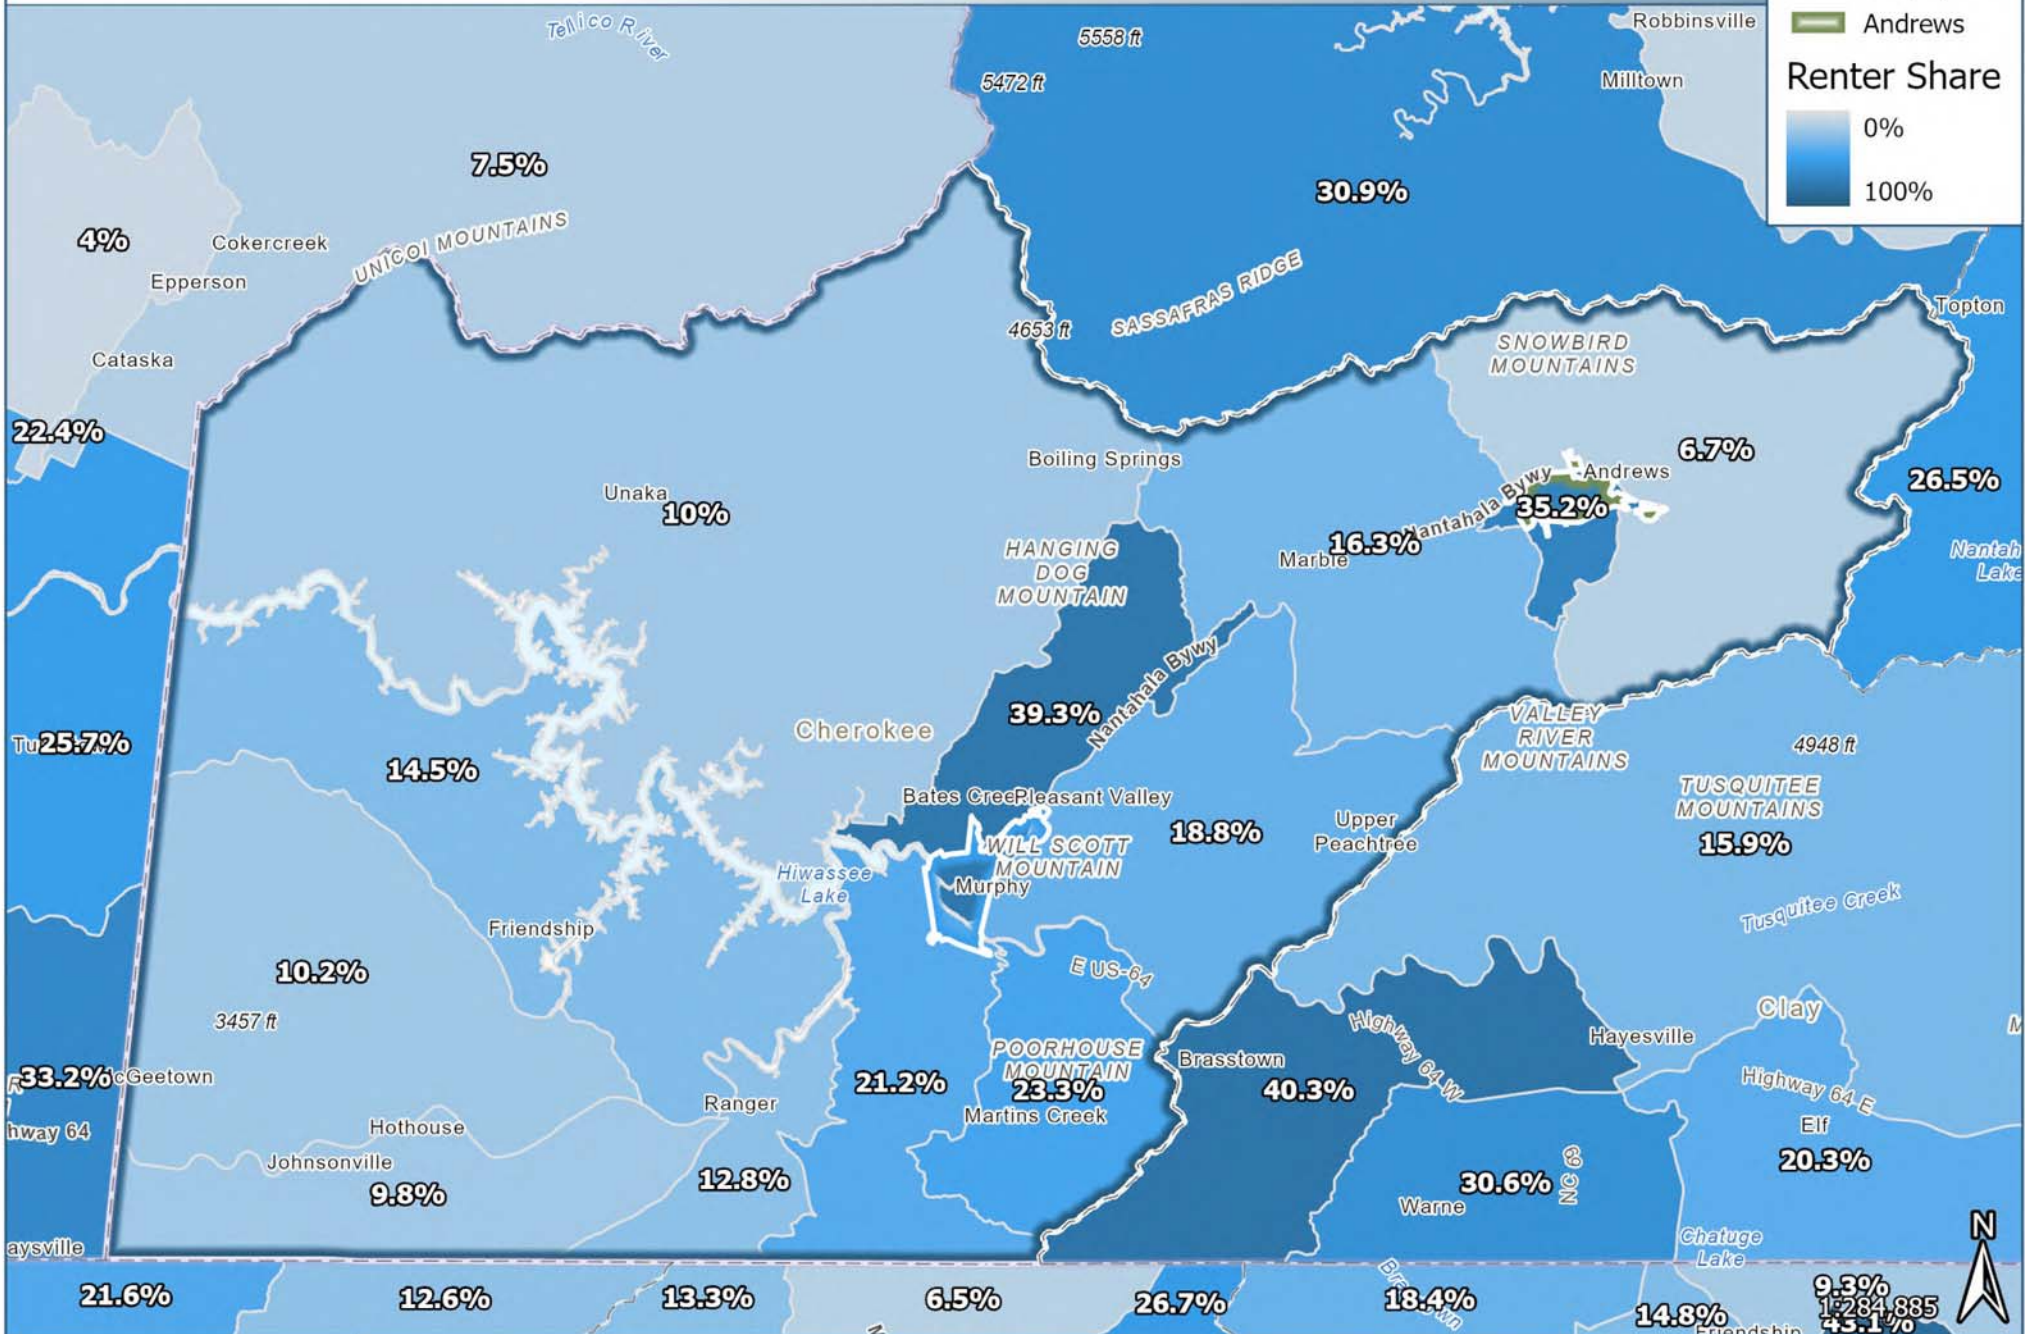 Tellico River
5558 ft
Robbinsville
Andrews
5472 ft
Milltown
Renter Share
0%
100%
7.5%
30.9%
4%
Cokercreek
UNICOI MOUNTAINS
Epperson
SASSAFRAS RIDGE
Topton
4653 ft
SNOWBIRD
MOUNTAINS
Cataska
22.4%
Boiling Springs
6.7%
Andrews
26.5%
Unaka
10%
35.2%
Nantahala Bywy
16.3%
Marble
HANGING
DOG
MOUNTAIN
Nantah
Lake
39.3%
Nantahala Bywy
Cherokee
VALLEY
RIVER
MOUNTAINS
4948 ft
Tu
25.7%
14.5%
TUSQUITEE
MOUNTAINS
15.9%
Bates Cree
Pleasant Valley
18.8%
Upper
Peachtree
WILL SCOTT
MOUNTAIN
Hiwassee
Lake
Murphy
Tusquitee Creek
Friendship
10.2%
E US-64
3457 ft
Clay
Highway 64 W
Hayesville
M
POORHOUSE
MOUNTAIN
Brasstown
R
33.2%
cGeetown
21.2%
23.3%
40.3%
Highway 64 E
Ranger
Martins Creek
hway 64
Hothouse
Elf
Johnsonville
20.3%
9.8%
12.8%
30.6%
NC 69
Warne
N
aysville
Chatuge
Lake
21.6%
12.6%
13.3%
6.5%
26.7%
18.4%
14.8%
9.3%
1:284,885
43.1%
Friendship